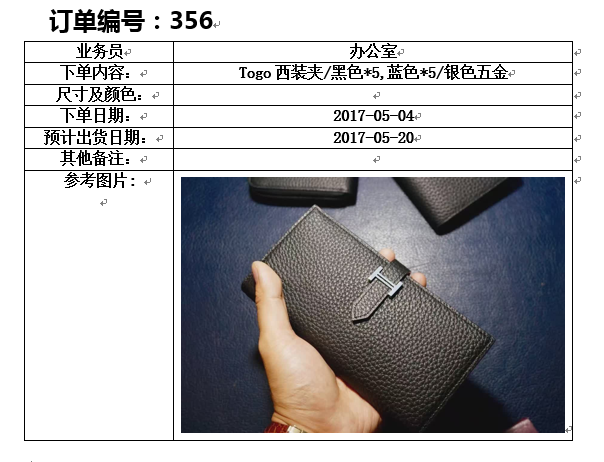 订单编号：356
业务员 办公室
下单内容： Togo 西装夹/黑色*5,蓝色*5/银色五金
尺寸及颜色：
下单日期： 2017-05-04
预计出货日期： 2017-05-20
其他备注：
参考图片：